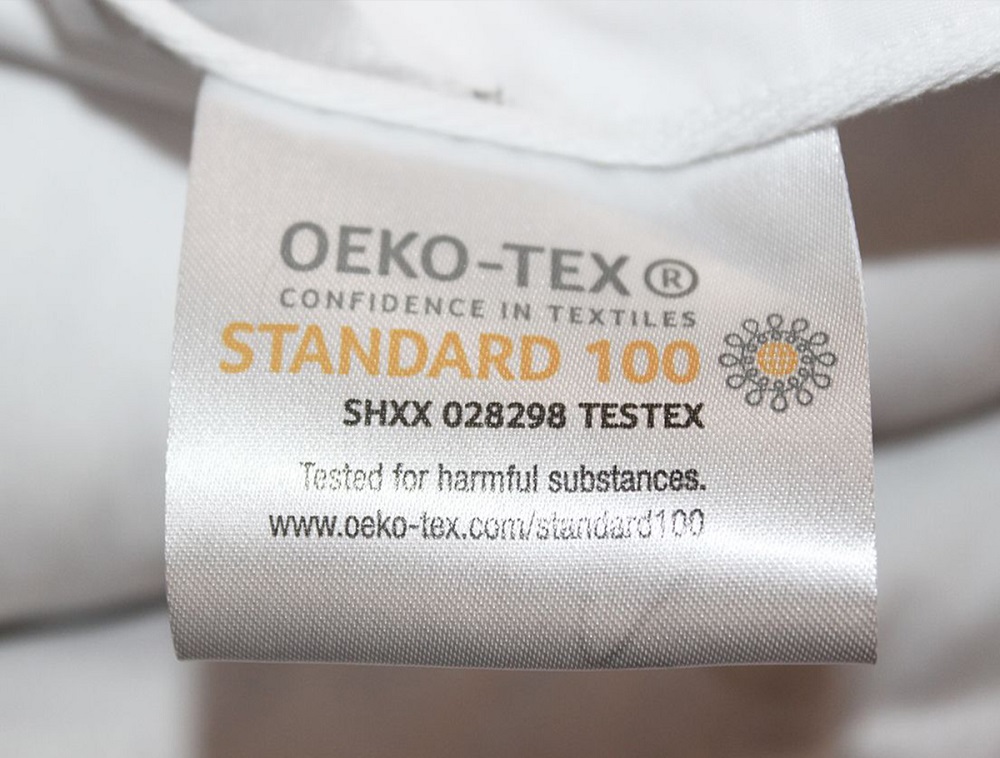 OEKO-TEX®
CONFIDENCE IN TEXTILES
STANDARD 100
SHXX 028298 TESTEX
Tested for harmful substances.
www.oeko-tex.com/standard100